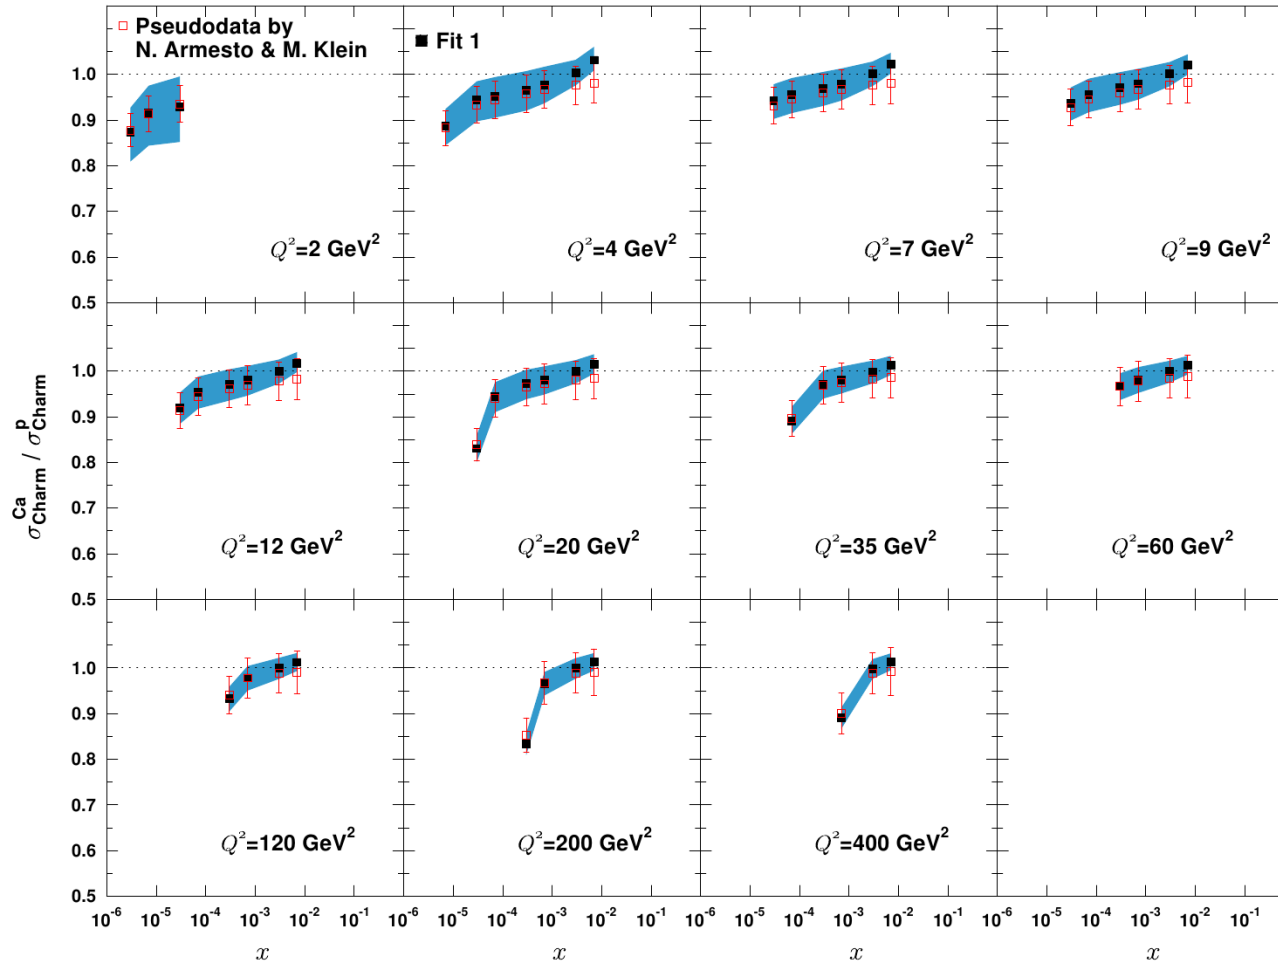 Pseudodata by
N. Armesto & M. Klein
Fit 1
1.0
0.9
0.8
0.7
0.6
0.5
Q²=2 GeV²
Q²=4 GeV²
Q²=7 GeV²
Q²=9 GeV²
σ^Ca_Charm / σ^p_Charm
1.0
0.9
0.8
0.7
0.6
0.5
Q²=12 GeV²
Q²=20 GeV²
Q²=35 GeV²
Q²=60 GeV²
1.0
0.9
0.8
0.7
0.6
0.5
Q²=120 GeV²
Q²=200 GeV²
Q²=400 GeV²
10⁻⁶ 10⁻⁵ 10⁻⁴ 10⁻³ 10⁻² 10⁻¹ 10⁻⁶ 10⁻⁵ 10⁻⁴ 10⁻³ 10⁻² 10⁻¹ 10⁻⁶ 10⁻⁵ 10⁻⁴ 10⁻³ 10⁻² 10⁻¹ 10⁻⁶ 10⁻⁵ 10⁻⁴ 10⁻³ 10⁻² 10⁻¹
x x x x